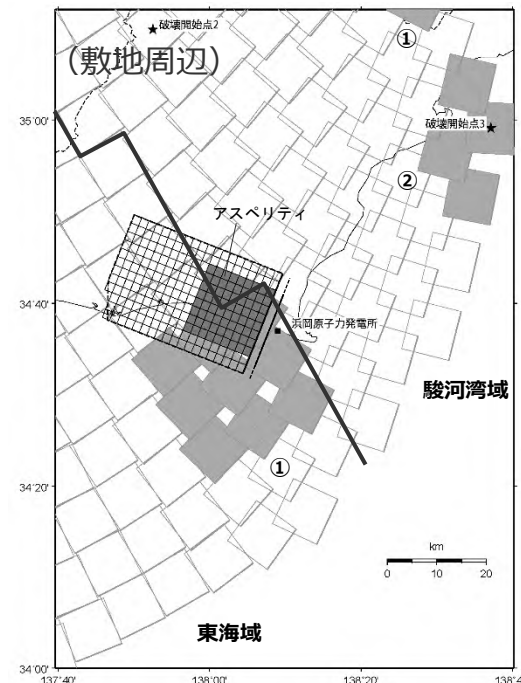 ★破壊開始点2
(敷地周辺)
①
35°00'
破壊開始点3★
②
アスペリティ
34°40'
浜岡原子力発電所
駿河湾域
①
34°20'
km
0 10 20
東海域
34°00'
137°40' 138°00' 138°20' 138°4